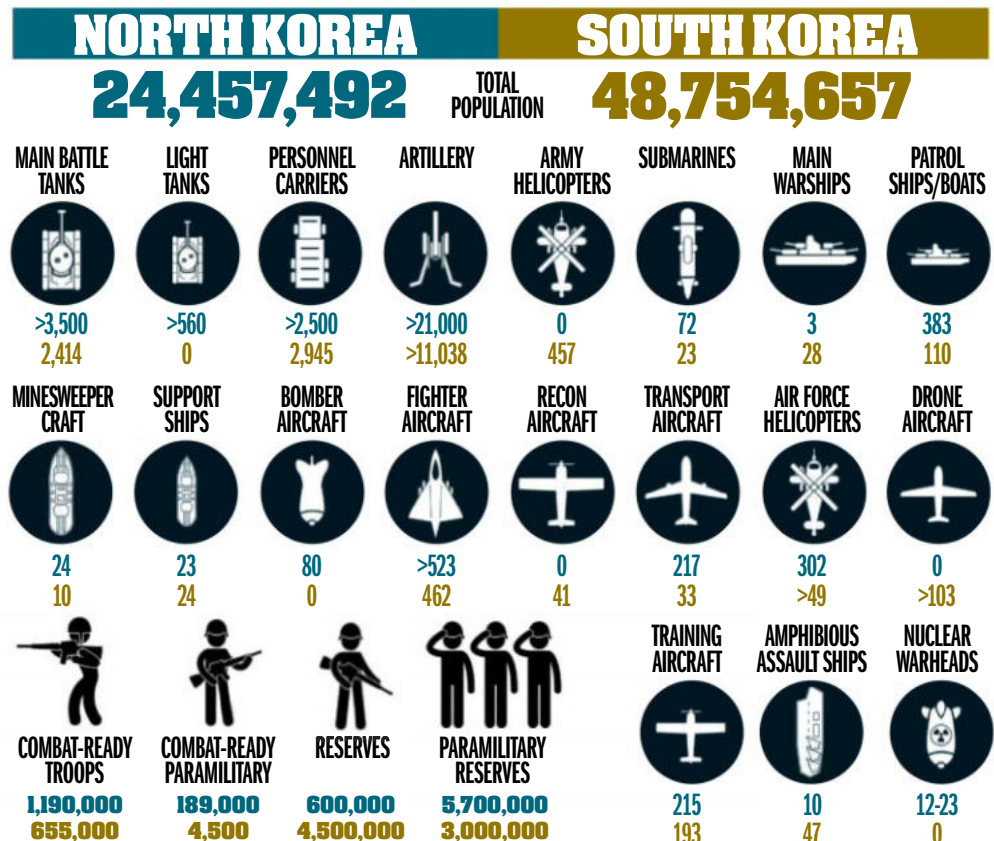 NORTH KOREA SOUTH KOREA
24,457,492 TOTAL POPULATION 48,754,657
MAIN BATTLE TANKS
>3,500
2,414
LIGHT TANKS
>560
0
PERSONNEL CARRIERS
>2,500
2,945
ARTILLERY
>21,000
>11,038
ARMY HELICOPTERS
0
457
SUBMARINES
72
23
MAIN WARSHIPS
3
28
PATROL SHIPS/BOATS
383
110
MINESWEEPER CRAFT
24
10
SUPPORT SHIPS
23
24
BOMBER AIRCRAFT
80
0
FIGHTER AIRCRAFT
>523
462
RECON AIRCRAFT
0
41
TRANSPORT AIRCRAFT
217
33
AIR FORCE HELICOPTERS
302
>49
DRONE AIRCRAFT
0
>103
COMBAT-READY TROOPS
1,190,000
655,000
COMBAT-READY PARAMILITARY
189,000
4,500
RESERVES
600,000
4,500,000
PARAMILITARY RESERVES
5,700,000
3,000,000
TRAINING AIRCRAFT
215
193
AMPHIBIOUS ASSAULT SHIPS
10
47
NUCLEAR WARHEADS
12-23
0